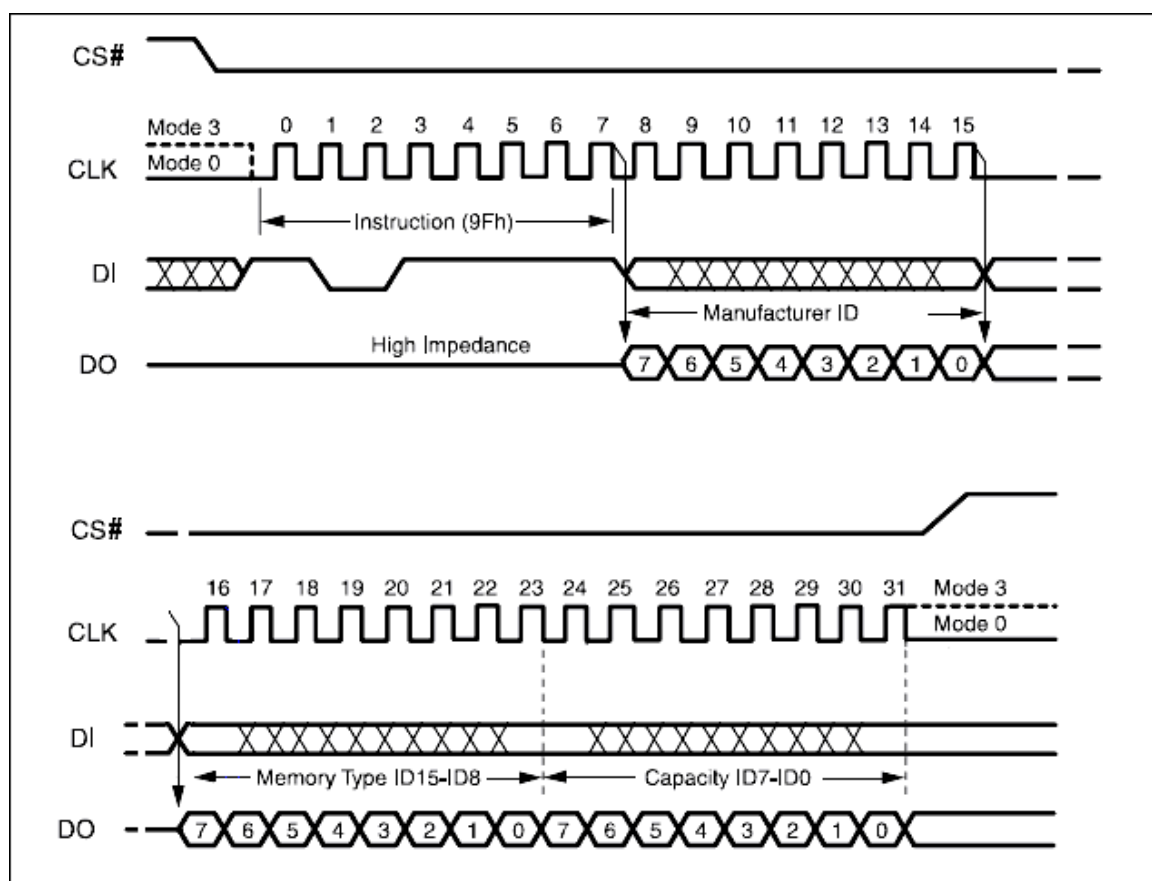 CS#
Mode 3 0 1 2 3 4 5 6 7 8 9 10 11 12 13 14 15
CLK Mode 0
Instruction (9Fh)
DI
Manufacturer ID
High Impedance
DO 7 6 5 4 3 2 1 0
CS#
16 17 18 19 20 21 22 23 24 25 26 27 28 29 30 31 Mode 3
CLK Mode 0
DI
Memory Type ID15-ID8 Capacity ID7-ID0
DO 7 6 5 4 3 2 1 0 7 6 5 4 3 2 1 0